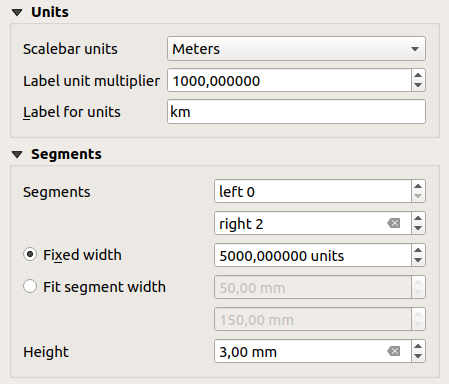 Units
Scalebar units Meters
Label unit multiplier 1000,000000
Label for units km
Segments
Segments left 0
right 2
Fixed width 5000,000000 units
Fit segment width 50,00 mm
150,00 mm
Height 3,00 mm